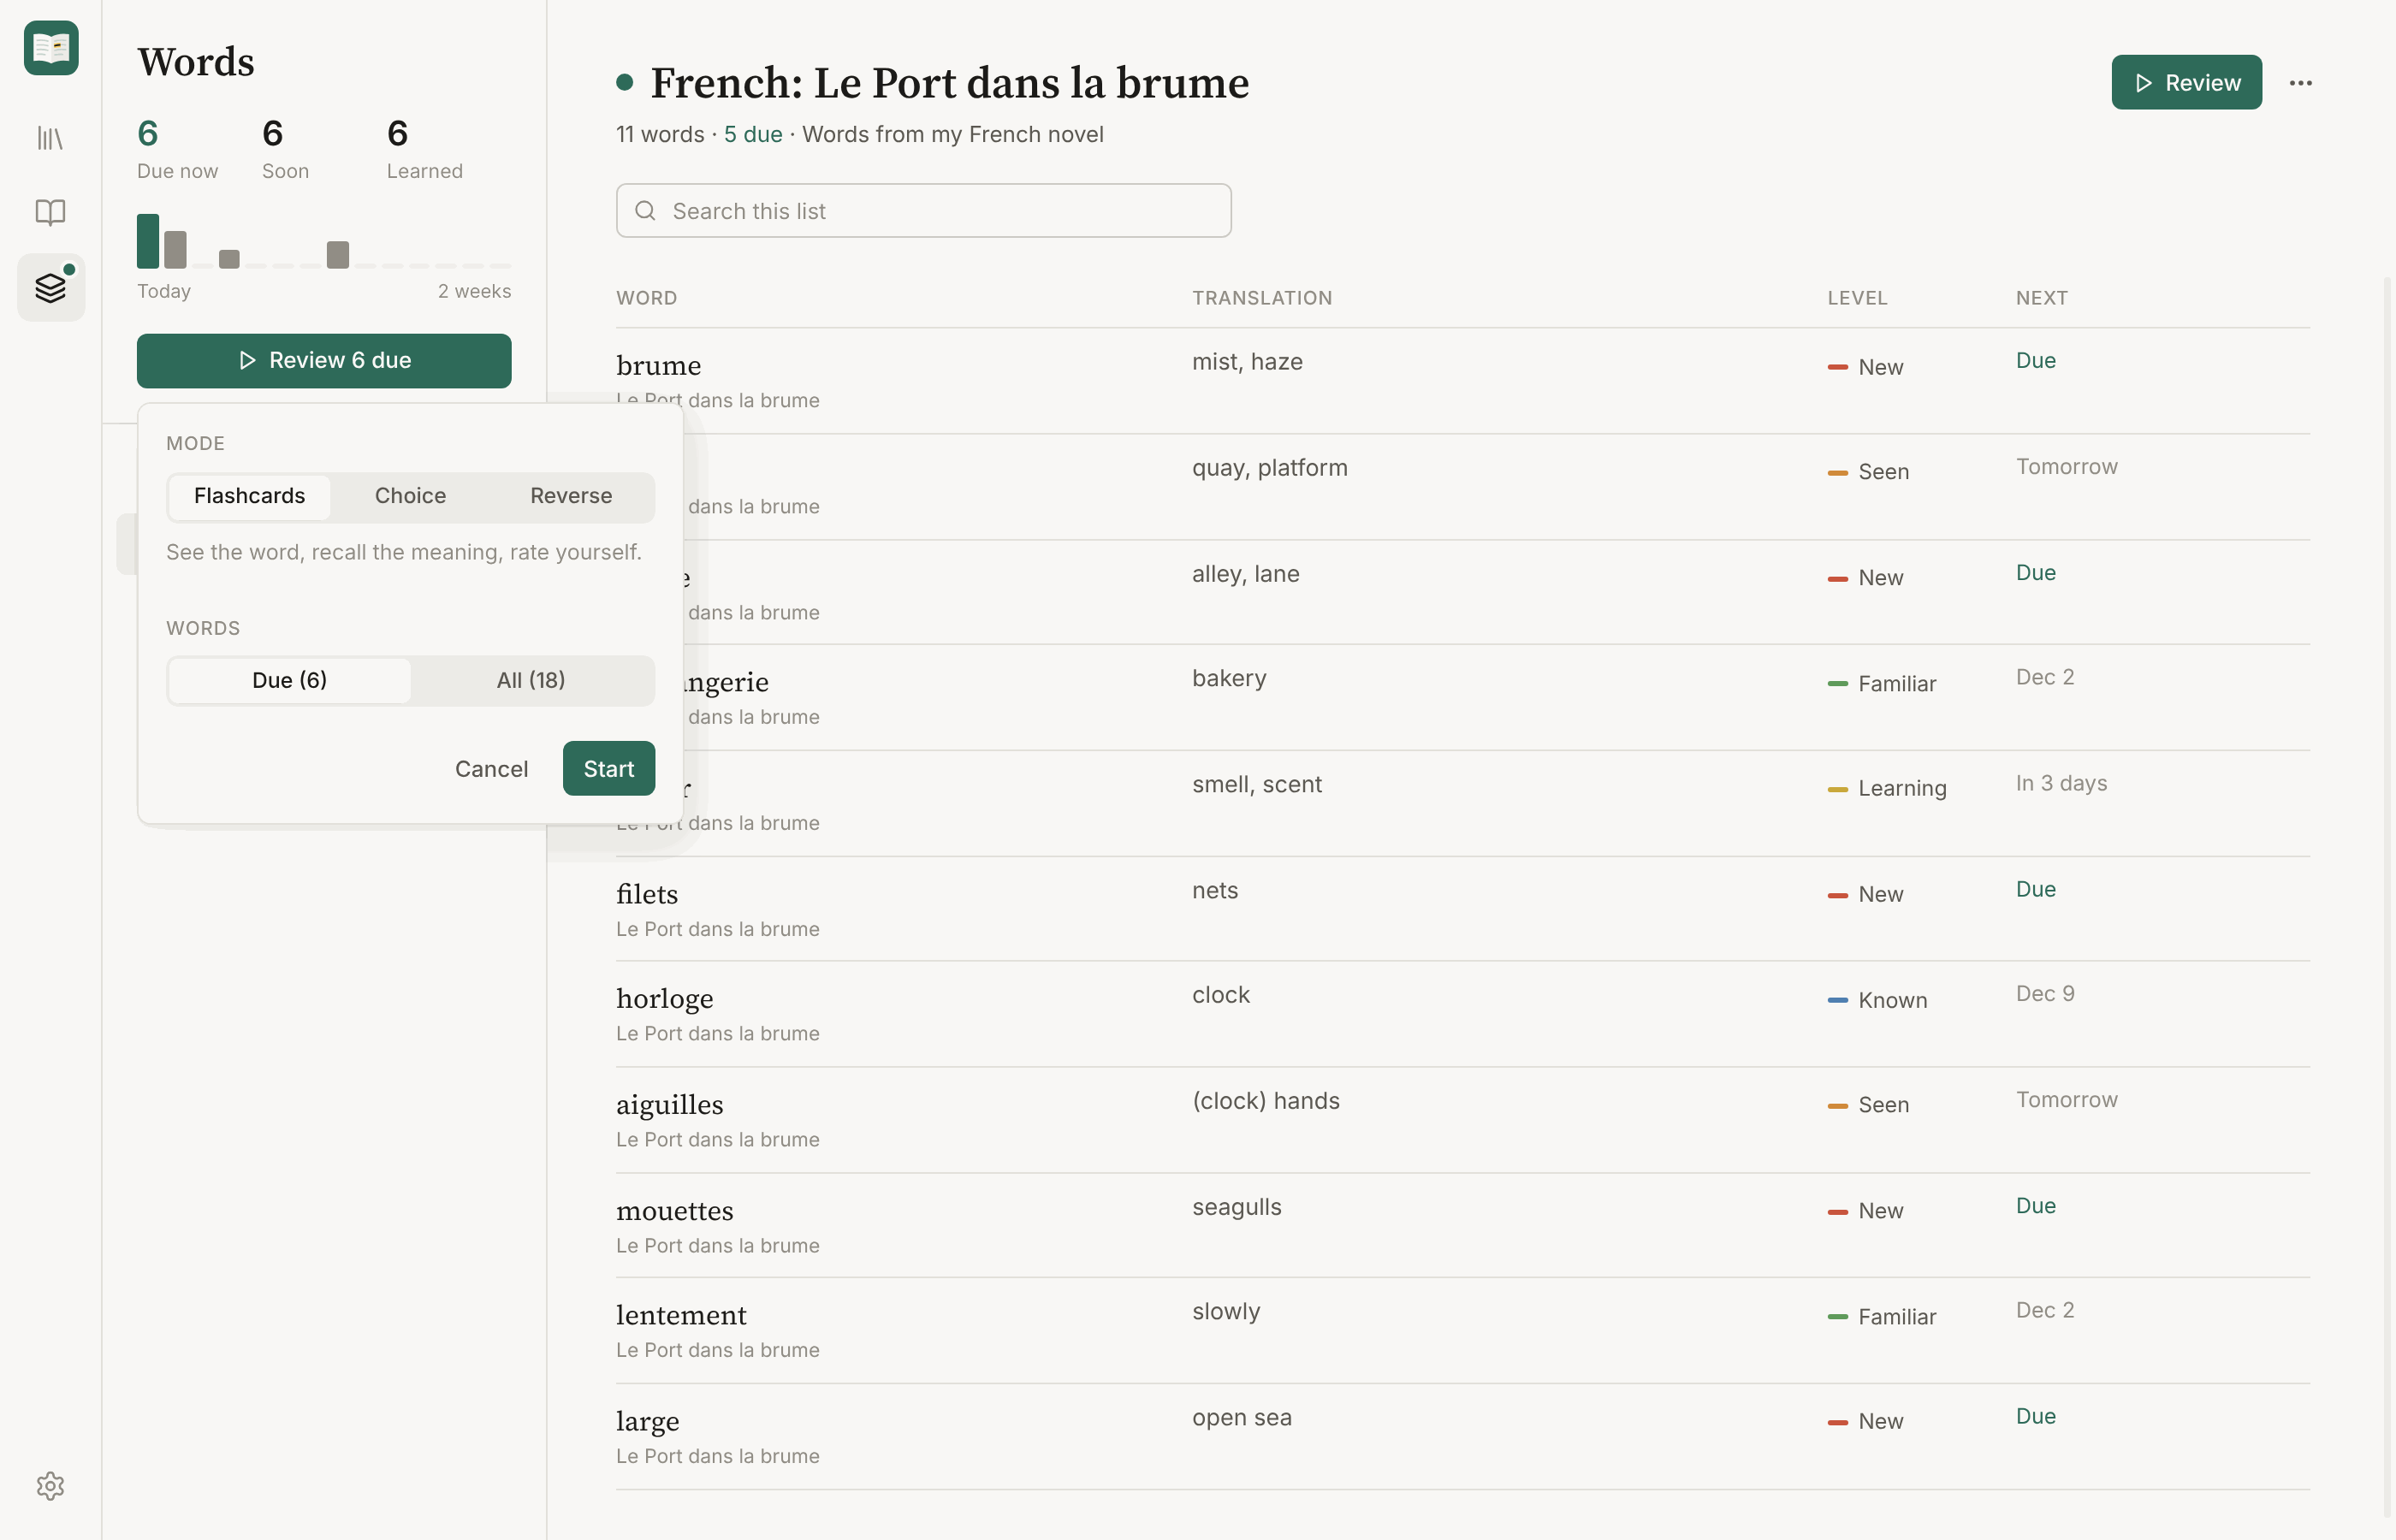 Words
6 6 6
Due now Soon Learned
Today 2 weeks
Review 6 due
MODE
Flashcards Choice Reverse
See the word, recall the meaning, rate yourself.
WORDS
Due (6) All (18)
Cancel Start
French: Le Port dans la brume
Review
11 words · 5 due · Words from my French novel
Search this list
WORD TRANSLATION LEVEL NEXT
brume mist, haze New Due
Le Port dans la brume
quay, platform Seen Tomorrow
dans la brume
alley, lane New Due
dans la brume
bakery Familiar Dec 2
dans la brume
smell, scent Learning In 3 days
Le Port dans la brume
filets nets New Due
Le Port dans la brume
horloge clock Known Dec 9
Le Port dans la brume
aiguilles (clock) hands Seen Tomorrow
Le Port dans la brume
mouettes seagulls New Due
Le Port dans la brume
lentement slowly Familiar Dec 2
Le Port dans la brume
large open sea New Due
Le Port dans la brume